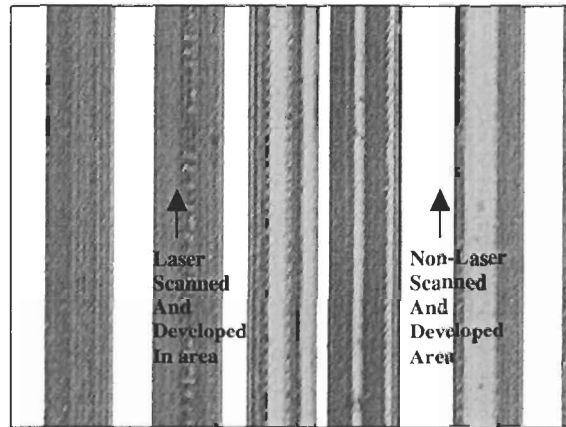 Laser
Scanned
And
Developed
In area
Non-Laser
Scanned
And
Developed
Area